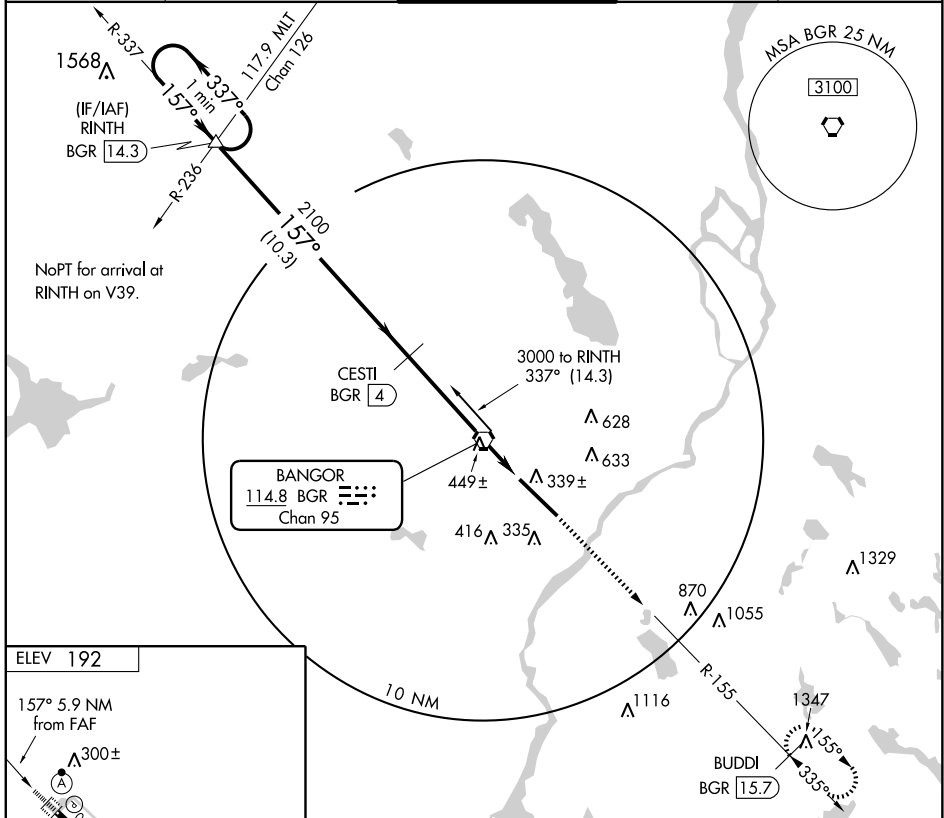 R-337
1568
117.9 MLT
Chan 126
337°
1 min
157°
(IF/IAF)
RINTH
BGR 14.3
R-236
MSA BGR 25 NM
3100
2100
157°
(10.3)
NoPT for arrival at
RINTH on V39.
3000 to RINTH
337° (14.3)
CESTI
BGR 4
628
633
BANGOR
114.8 BGR
Chan 95
449±
339±
416
335
1329
870
1055
R-155
10 NM
1116
1347
155°
335°
BUDDI
BGR 15.7
ELEV 192
157° 5.9 NM
from FAF
300±
A
P